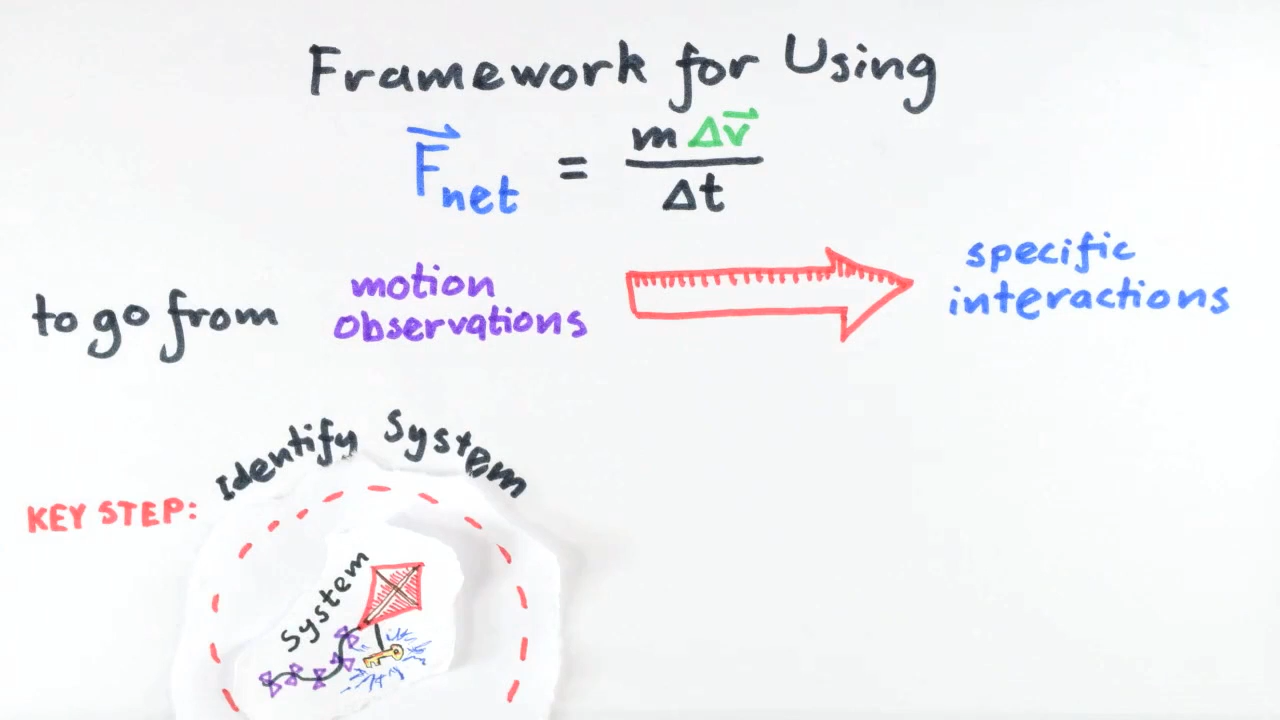 Framework for Using
F⃗net = mΔv⃗ / Δt
to go from motion observations specific interactions
KEY STEP: Identify System
System